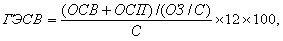 ГЭСВ = (ОСВ + ОСП)/(ОЗ/С) / С ×12×100,